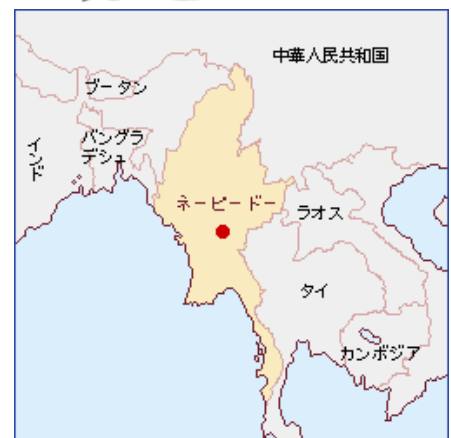 中華人民共和国
ブータン
インド
バングラ
デシュ
ネーピードー
ラオス
タイ
カンボジア